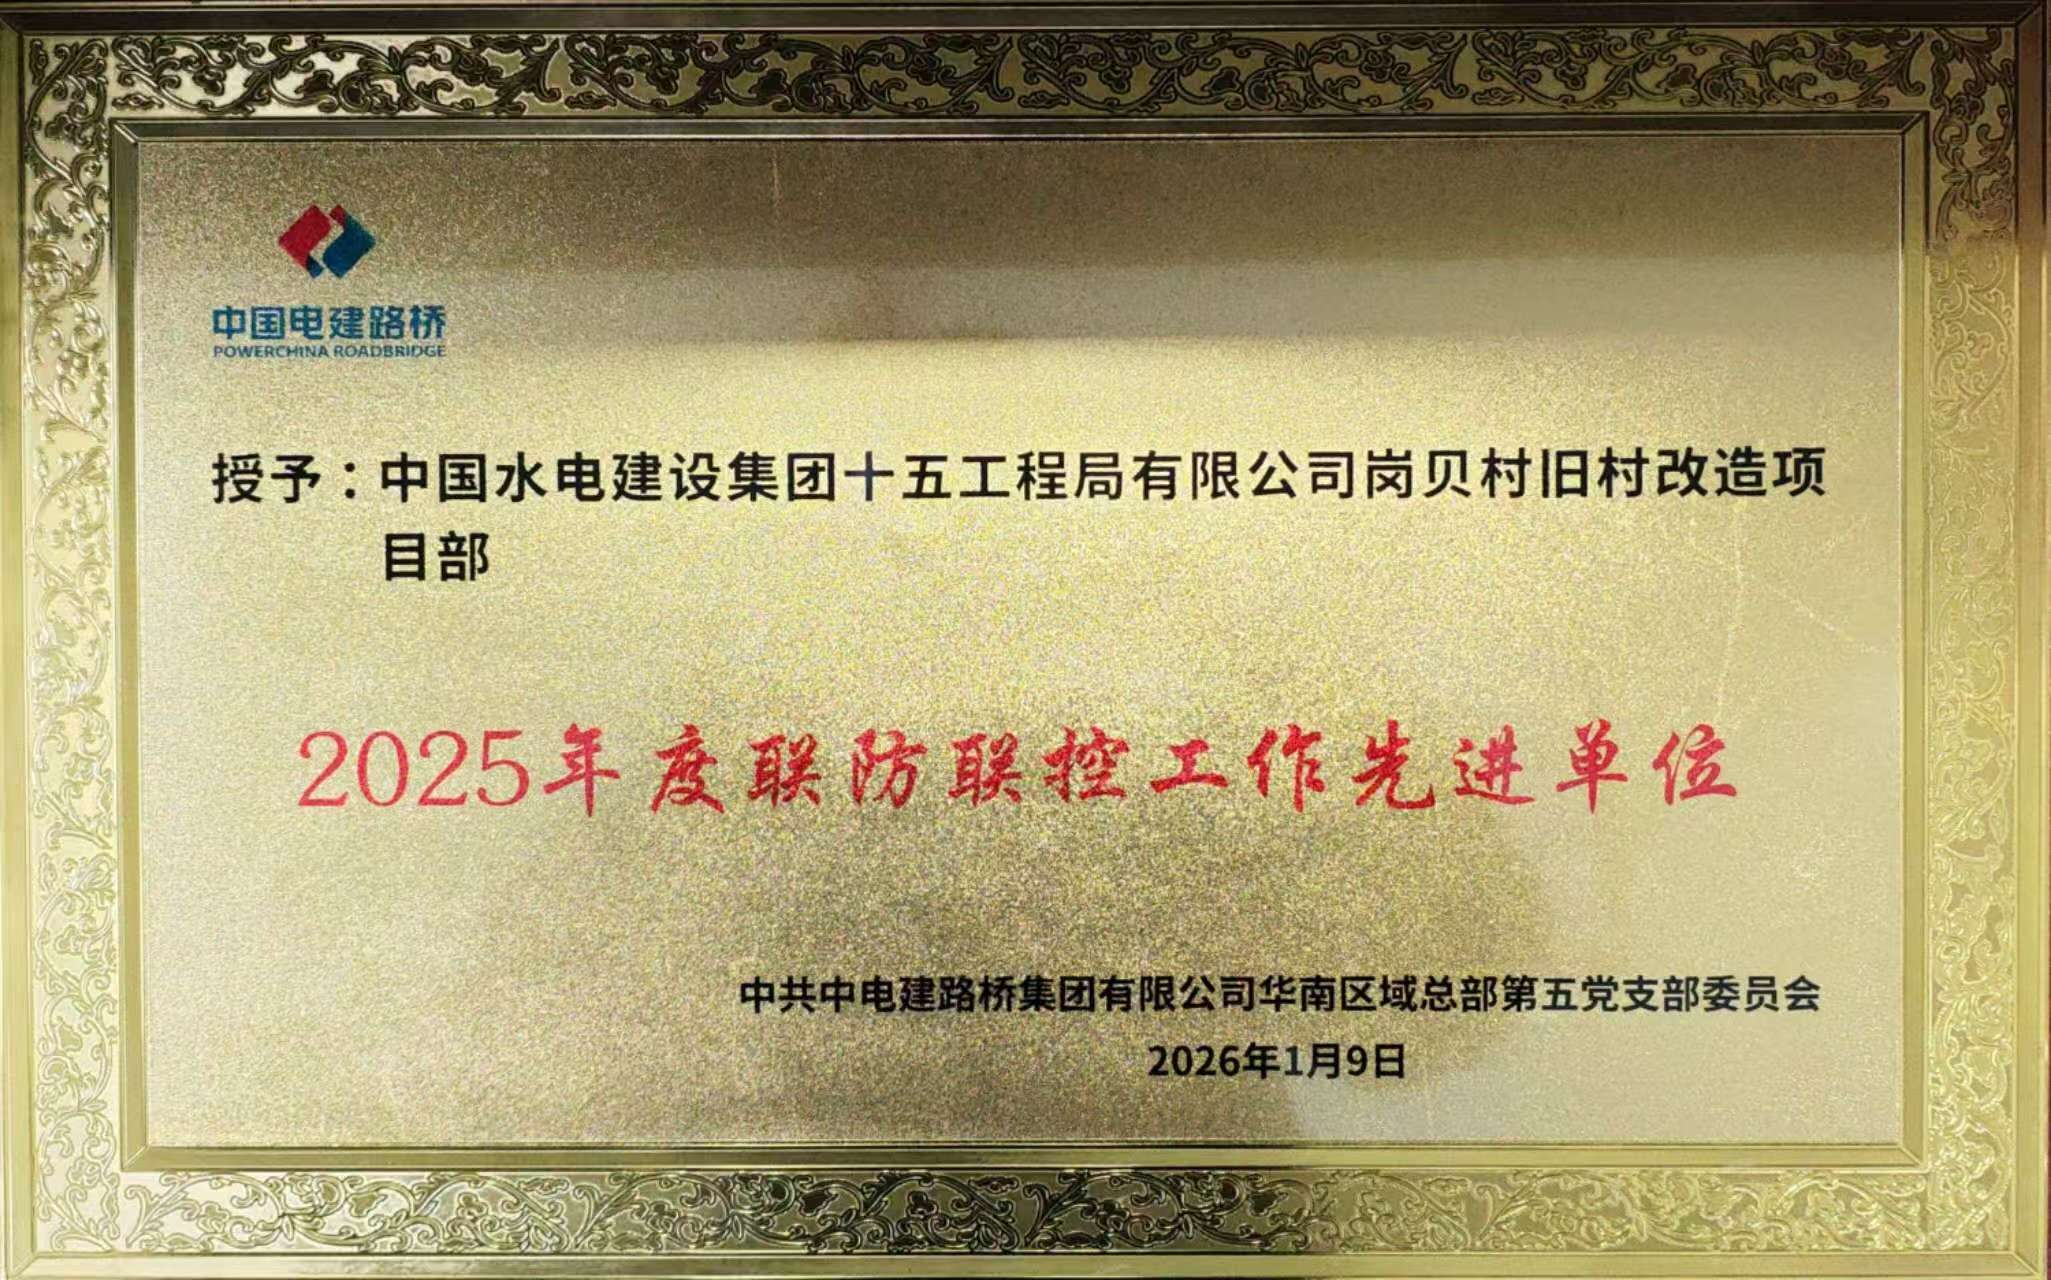 中国电建路桥
POWERCHINA ROADBRIDGE
授予：中国水电建设集团十五工程局有限公司岗贝村旧村改造项
目部
2025年度联防联控工作先进单位
中共中电建路桥集团有限公司华南区域总部第五党支部委员会
2026年1月9日